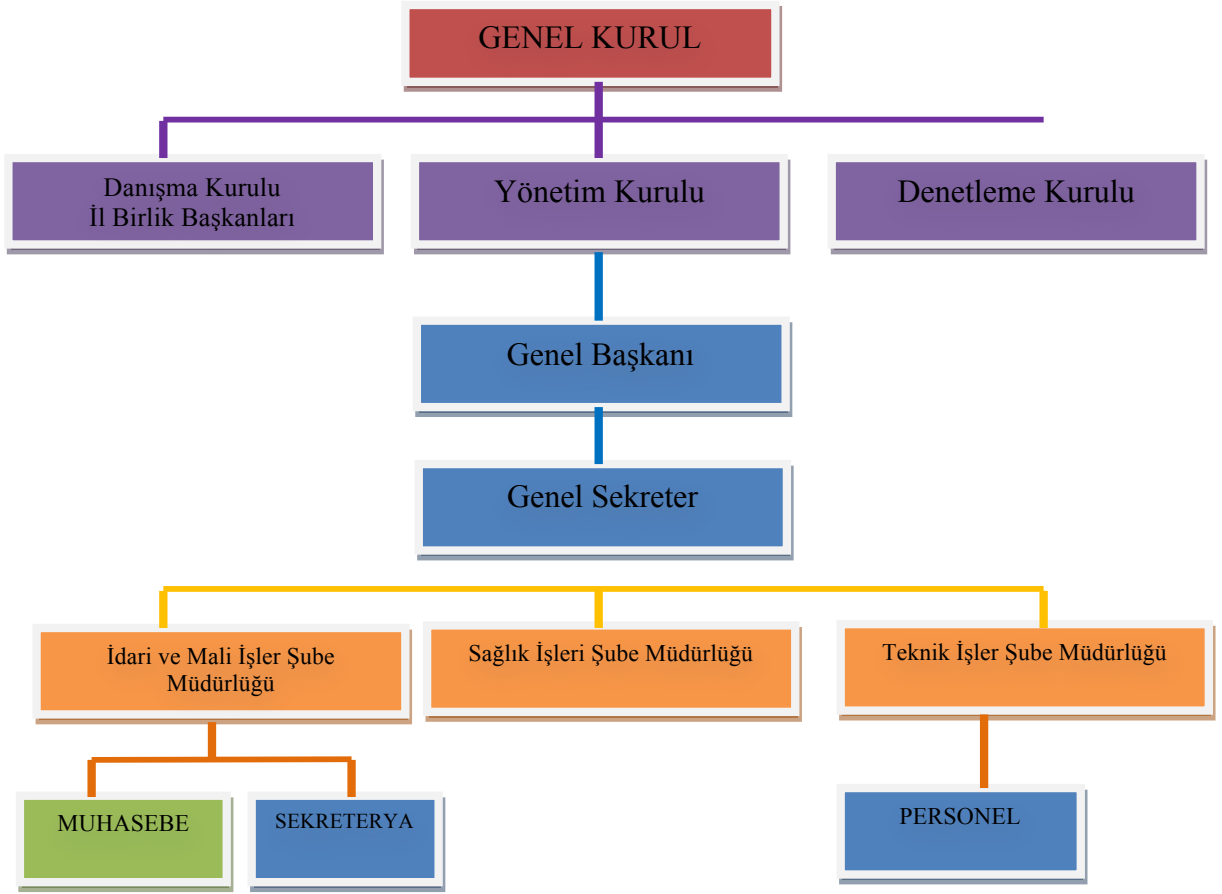 GENEL KURUL
Danışma Kurulu
İl Birlik Başkanları
Yönetim Kurulu
Denetleme Kurulu
Genel Başkanı
Genel Sekreter
İdari ve Mali İşler Şube
Müdürlüğü
Sağlık İşleri Şube Müdürlüğü
Teknik İşler Şube Müdürlüğü
MUHASEBE
SEKRETERYA
PERSONEL